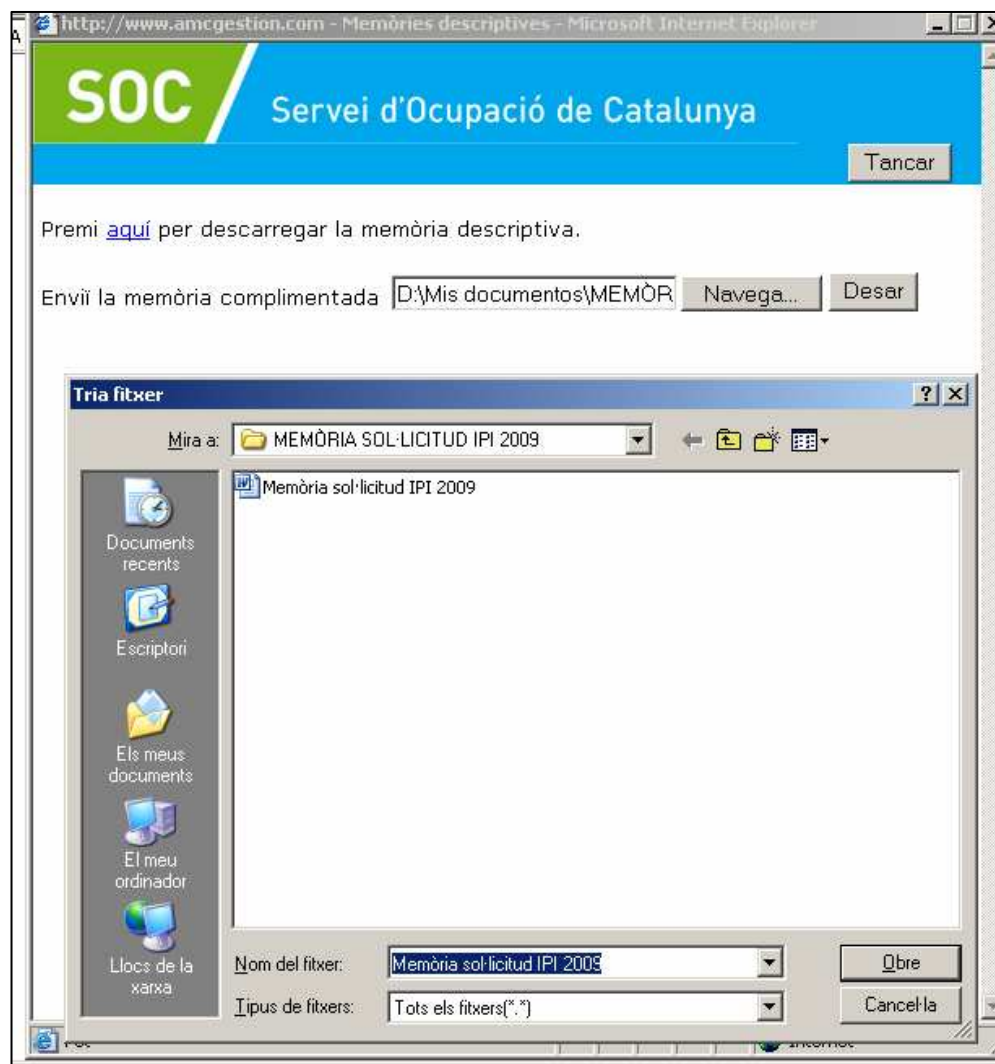 A
http://www.amcgestion.com - Memòries descriptives - Microsoft Internet Explorer
SOC
Servei d'Ocupació de Catalunya
Tancar
Premi aquí per descarregar la memòria descriptiva.
Enviï la memòria complimentada D:\Mis documentos\MEMÒR Navega... Desar
Tria fitxer
Mira a: MEMÒRIA SOL·LICITUD IPI 2009
Memòria sol·licitud IPI 2009
Documents
recents
Escriptori
Els meus
documents
El meu
ordinador
Llocs de la
xarxa
Nom del fitxer: Memòria sol·licitud IPI 2009 Obre
Tipus de fitxers: Tots els fitxers(*.*) Cancel·la
Internet